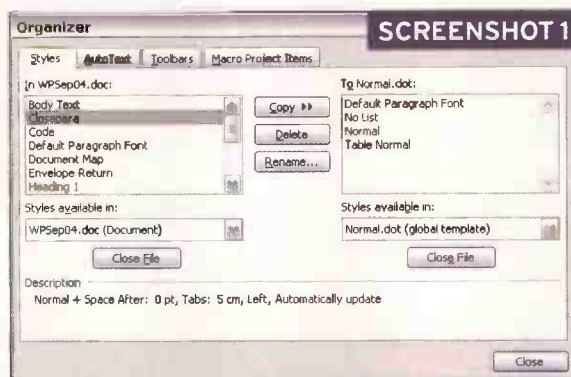 Organizer
SCREENSHOT 1
Styles
AutoText
Toolbars
Macro Project Items
In WPSep04.doc:
Body Text
Closepara
Code
Default Paragraph Font
Document Map
Envelope Return
Heading 1
Copy
Delete
Rename...
To Normal.dot:
Default Paragraph Font
No List
Normal
Table Normal
Styles available in:
WPSep04.doc (Document)
Close File
Styles available in:
Normal.dot (global template)
Close File
Description
Normal + Space After: 0 pt, Tabs: 5 cm, Left, Automatically update
Close